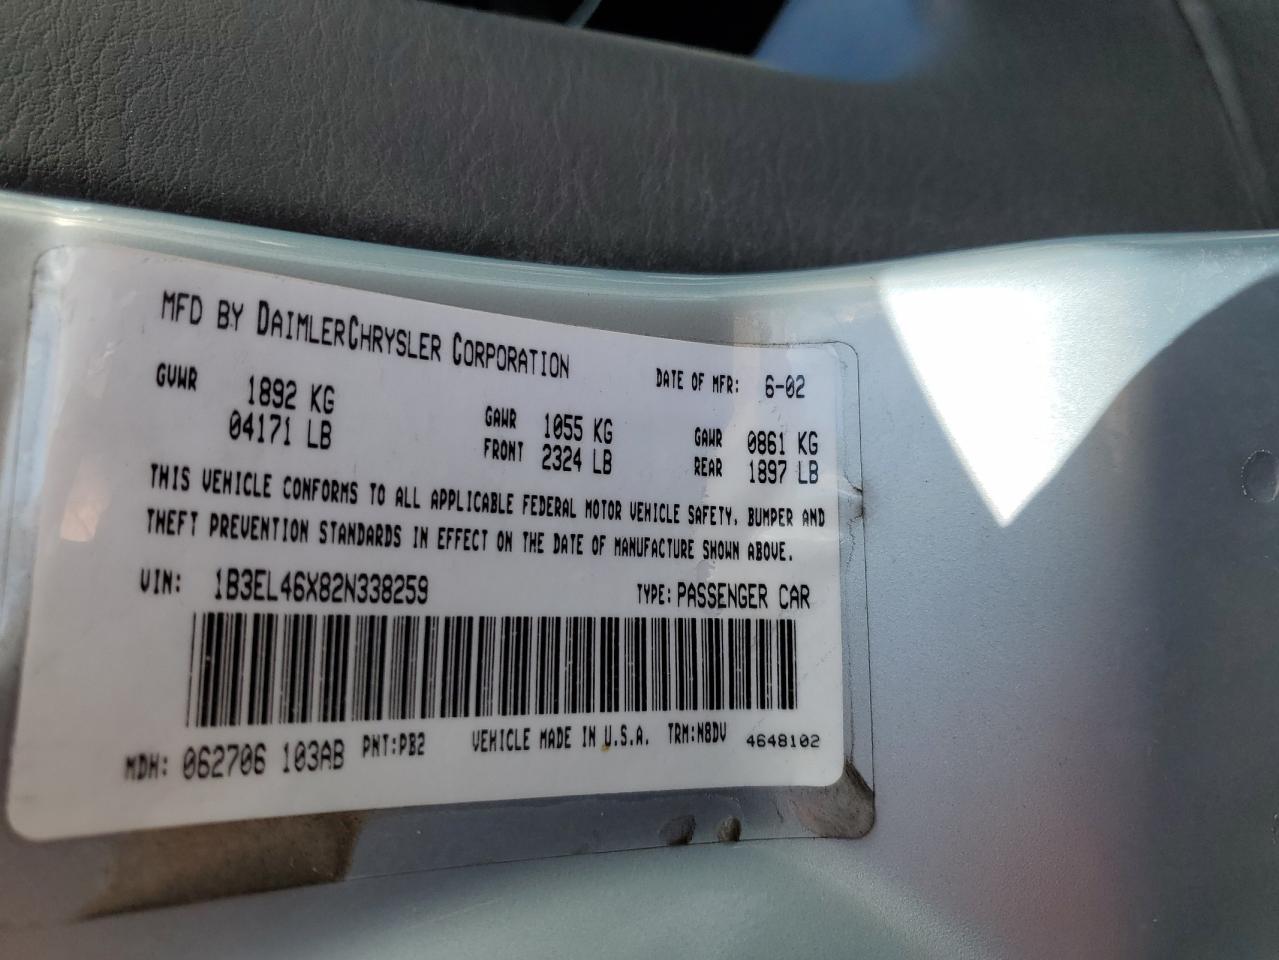 MFD BY DAIMLERCHRYSLER CORPORATION
DATE OF MFR: 6-02
GVWR 1892 KG
04171 LB
GAWR 1055 KG
FRONT 2324 LB
GAWR 0861 KG
REAR 1897 LB
THIS VEHICLE CONFORMS TO ALL APPLICABLE FEDERAL MOTOR VEHICLE SAFETY, BUMPER AND
THEFT PREVENTION STANDARDS IN EFFECT ON THE DATE OF MANUFACTURE SHOWN ABOVE.
VIN: 1B3EL46X82N338259
TYPE: PASSENGER CAR
MDH: 062706 103AB
PNT:PB2
VEHICLE MADE IN U.S.A.
TRM:N8DV
4648102